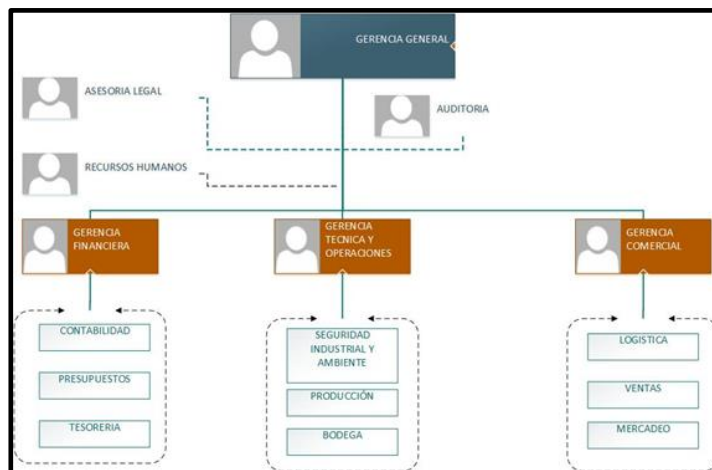 GERENCIA GENERAL
ASESORIA LEGAL
AUDITORIA
RECURSOS HUMANOS
GERENCIA
FINANCIERA
GERENCIA
TECNICA Y
OPERACIONES
GERENCIA
COMERCIAL
CONTABILIDAD
PRESUPUESTOS
TESORERIA
SEGURIDAD
INDUSTRIAL Y
AMBIENTE
PRODUCCIÓN
BODEGA
LOGISTICA
VENTAS
MERCADEO